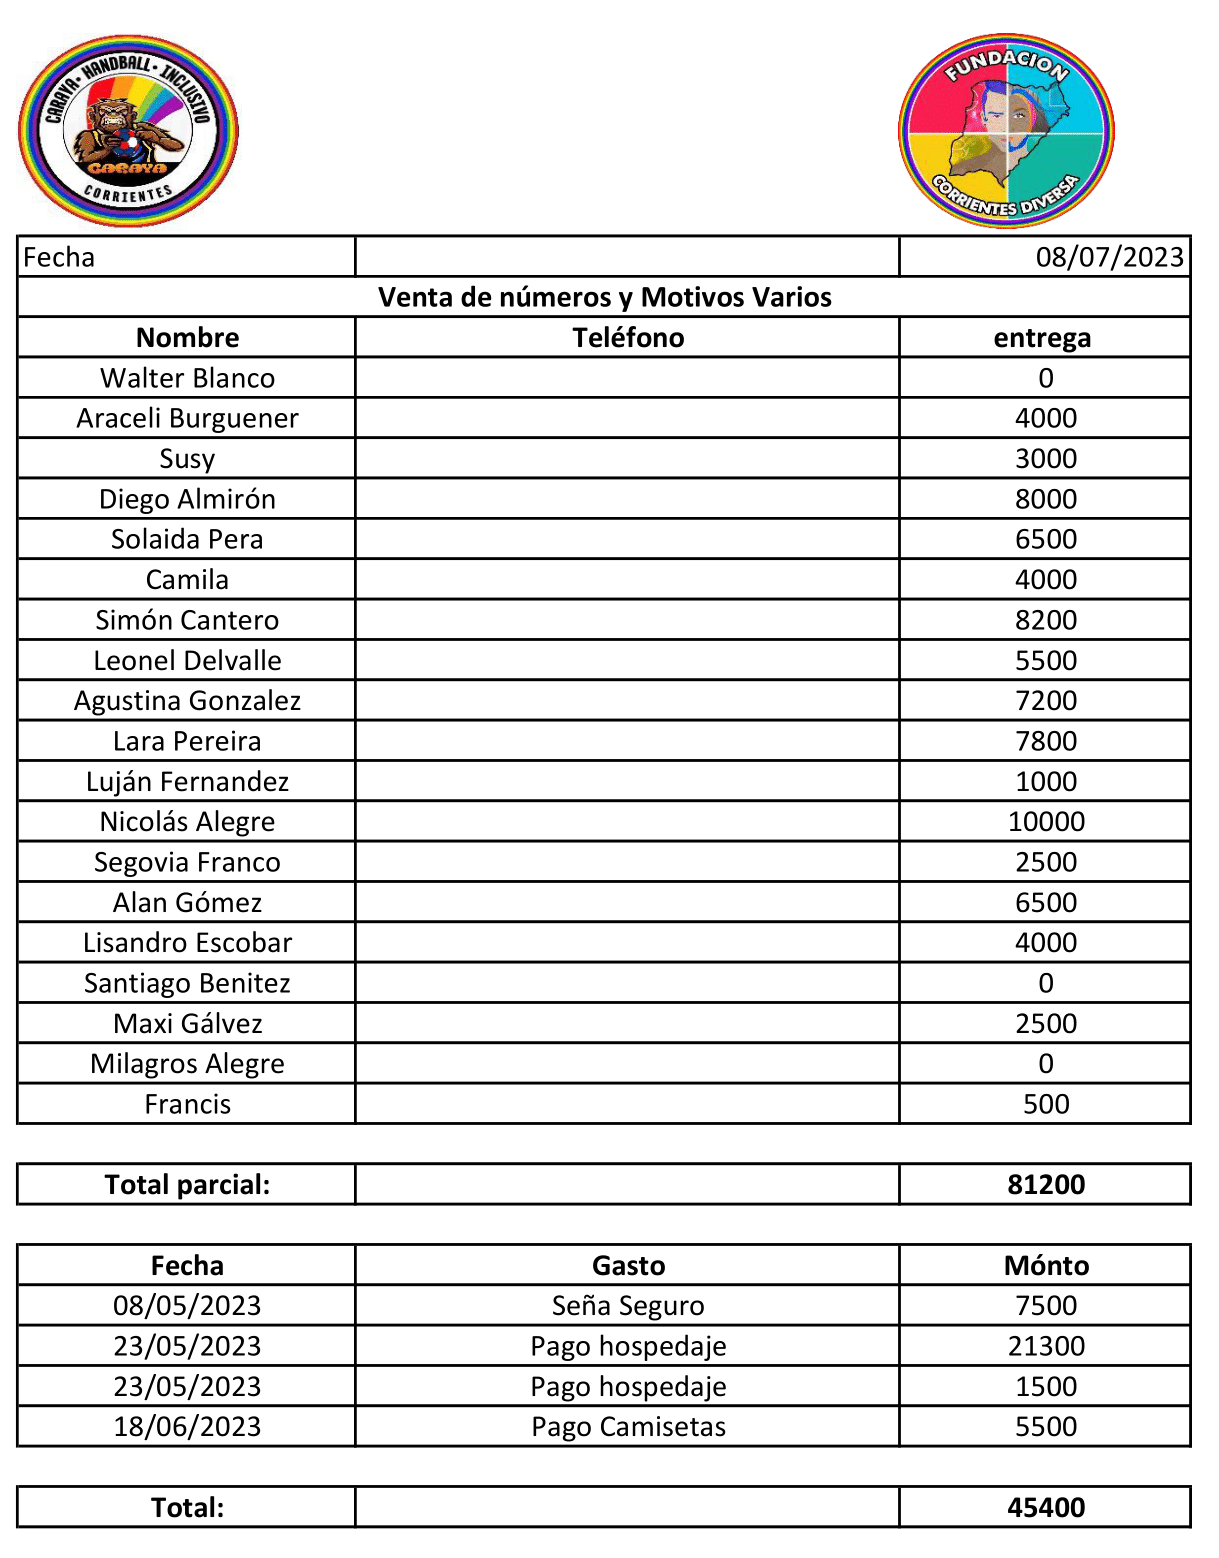 CARAYA • HANDBALL • INCLUSIVO
CARAYA
CORRIENTES
FUNDACION
CORRIENTES DIVERSA
Fecha 08/07/2023
Venta de números y Motivos Varios
Nombre Teléfono entrega
Walter Blanco 0
Araceli Burguener 4000
Susy 3000
Diego Almirón 8000
Solaida Pera 6500
Camila 4000
Simón Cantero 8200
Leonel Delvalle 5500
Agustina Gonzalez 7200
Lara Pereira 7800
Luján Fernandez 1000
Nicolás Alegre 10000
Segovia Franco 2500
Alan Gómez 6500
Lisandro Escobar 4000
Santiago Benitez 0
Maxi Gálvez 2500
Milagros Alegre 0
Francis 500
Total parcial: 81200
Fecha Gasto Mónto
08/05/2023 Seña Seguro 7500
23/05/2023 Pago hospedaje 21300
23/05/2023 Pago hospedaje 1500
18/06/2023 Pago Camisetas 5500
Total: 45400